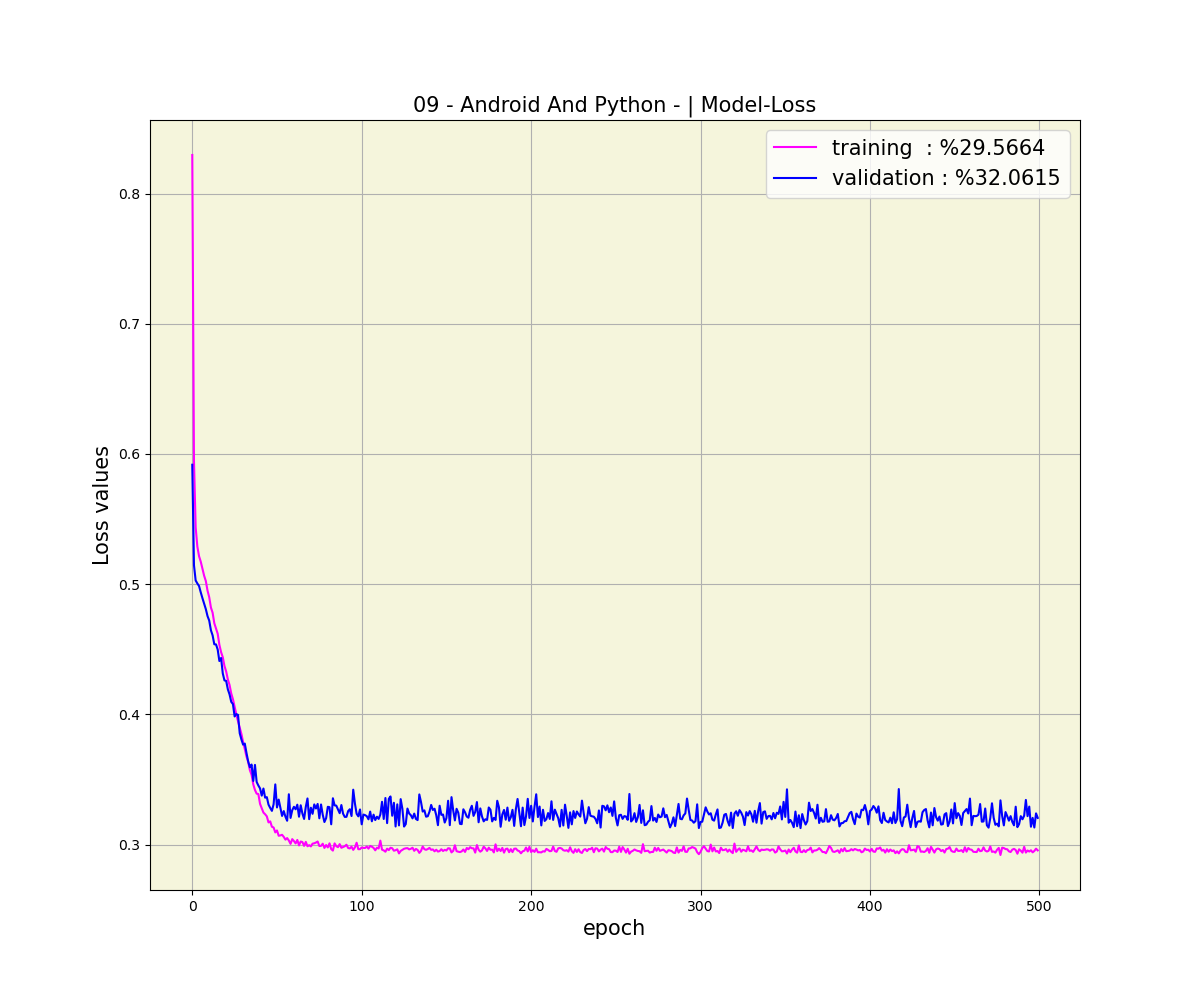 09 - Android And Python - | Model-Loss
training  : %29.5664
validation : %32.0615
Loss values
0.8
0.7
0.6
0.5
0.4
0.3
0
100
200
300
400
500
epoch